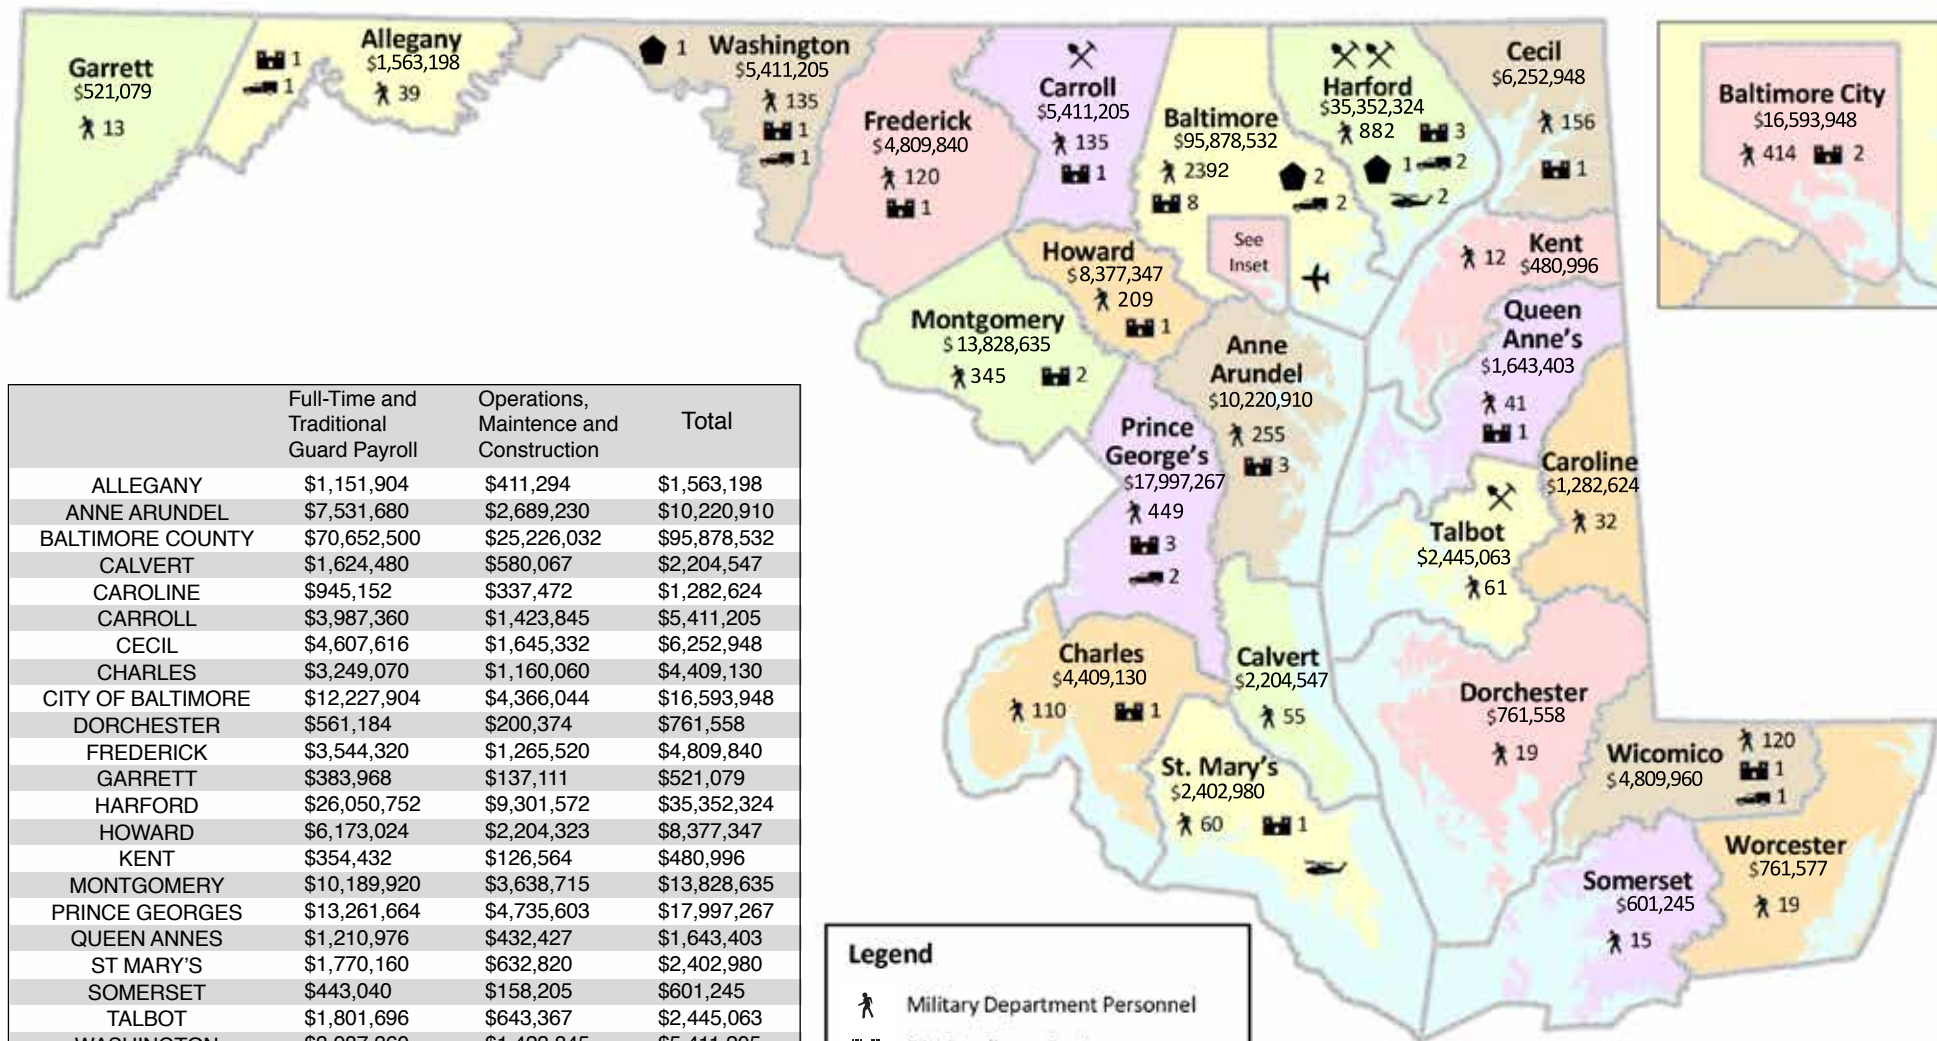 Garrett
$521,079
13
1
1
Allegany
$1,563,198
39
1
Washington
$5,411,205
135
1
1
Frederick
$4,809,840
120
1
Carroll
$5,411,205
135
1
Baltimore
$95,878,532
2392
8
2
2
See
Inset
Harford
$35,352,324
882
3
1
2
2
Cecil
$6,252,948
156
1
Baltimore City
$16,593,948
414
2
Kent
12
$480,996
Howard
$8,377,347
209
1
Montgomery
$13,828,635
345
2
Anne
Arundel
$10,220,910
255
3
Queen
Anne's
$1,643,403
41
1
Prince
George's
$17,997,267
449
3
2
Caroline
$1,282,624
32
Talbot
$2,445,063
61
Charles
$4,409,130
110
1
Calvert
$2,204,547
55
Dorchester
$761,558
19
St. Mary's
$2,402,980
60
1
Wicomico
$4,809,960
120
1
1
Somerset
$601,245
15
Worcester
$761,577
19
Full-Time and
Traditional
Guard Payroll
Operations,
Maintence and
Construction
Total
ALLEGANY $1,151,904 $411,294 $1,563,198
ANNE ARUNDEL $7,531,680 $2,689,230 $10,220,910
BALTIMORE COUNTY $70,652,500 $25,226,032 $95,878,532
CALVERT $1,624,480 $580,067 $2,204,547
CAROLINE $945,152 $337,472 $1,282,624
CARROLL $3,987,360 $1,423,845 $5,411,205
CECIL $4,607,616 $1,645,332 $6,252,948
CHARLES $3,249,070 $1,160,060 $4,409,130
CITY OF BALTIMORE $12,227,904 $4,366,044 $16,593,948
DORCHESTER $561,184 $200,374 $761,558
FREDERICK $3,544,320 $1,265,520 $4,809,840
GARRETT $383,968 $137,111 $521,079
HARFORD $26,050,752 $9,301,572 $35,352,324
HOWARD $6,173,024 $2,204,323 $8,377,347
KENT $354,432 $126,564 $480,996
MONTGOMERY $10,189,920 $3,638,715 $13,828,635
PRINCE GEORGES $13,261,664 $4,735,603 $17,997,267
QUEEN ANNES $1,210,976 $432,427 $1,643,403
ST MARY'S $1,770,160 $632,820 $2,402,980
SOMERSET $443,040 $158,205 $601,245
TALBOT $1,801,696 $643,367 $2,445,063
WASHINGTON $3,987,360 $1,423,845 $5,411,205
Legend
Military Department Personnel